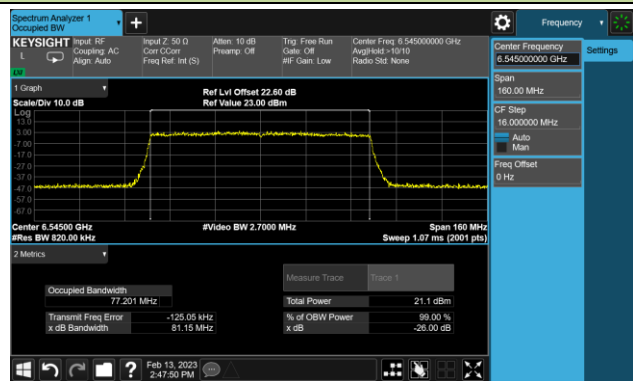 Spectrum Analyzer 1
Occupied BW
Frequency
KEYSIGHT
Input: RF
Coupling: AC
Align: Auto
Input Z: 50 Ω
Corr CCorr
Freq Ref: Int (S)
Atten: 10 dB
Preamp: Off
Trig: Free Run
Gate: Off
#IF Gain: Low
Center Freq: 6.545000000 GHz
Avg|Hold:>10/10
Radio Std: None
L
LV
Center Frequency
6.545000000 GHz
Settings
Span
160.00 MHz
CF Step
16.000000 MHz
Auto
Man
Freq Offset
0 Hz
1 Graph
Scale/Div 10.0 dB
Ref Lvl Offset 22.60 dB
Ref Value 23.00 dBm
Log
13.0
3.00
-7.00
-17.0
-27.0
-37.0
-47.0
-57.0
-67.0
Center 6.54500 GHz
#Res BW 820.00 kHz
#Video BW 2.7000 MHz
Span 160 MHz
Sweep 1.07 ms (2001 pts)
2 Metrics
Measure Trace
Trace 1
Occupied Bandwidth
77.201 MHz
Total Power
21.1 dBm
Transmit Freq Error
-125.05 kHz
% of OBW Power
99.00 %
x dB Bandwidth
81.15 MHz
x dB
-26.00 dB
Feb 13, 2023
2:47:50 PM